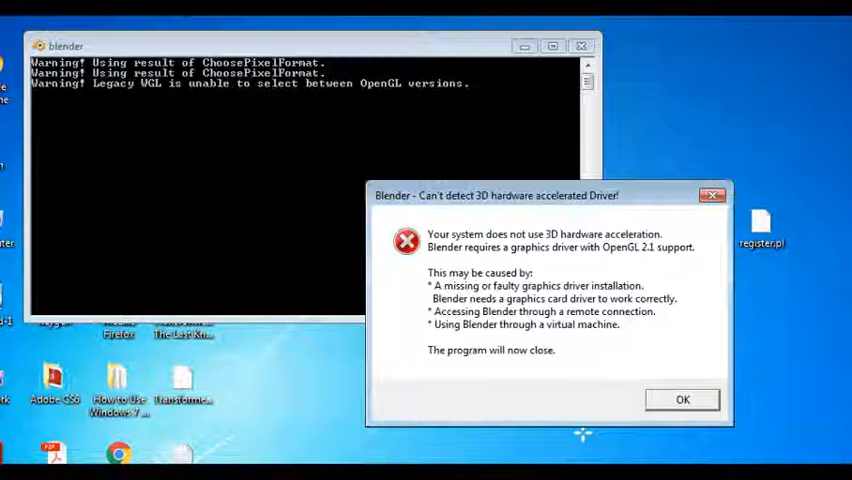 blender
Warning! Using result of ChoosePixelFormat.
Warning! Using result of ChoosePixelFormat.
Warning! Legacy WGL is unable to select between OpenGL versions.
Blender - Can't detect 3D hardware accelerated Driver!
Your system does not use 3D hardware acceleration.
Blender requires a graphics driver with OpenGL 2.1 support.
This may be caused by:
* A missing or faulty graphics driver installation.
Blender needs a graphics card driver to work correctly.
* Accessing Blender through a remote connection.
* Using Blender through a virtual machine.
The program will now close.
OK
register.pl
Firefox
The Last Kn...
Adobe CS6
How to Use
Windows 7 ...
Transforme...
PDF